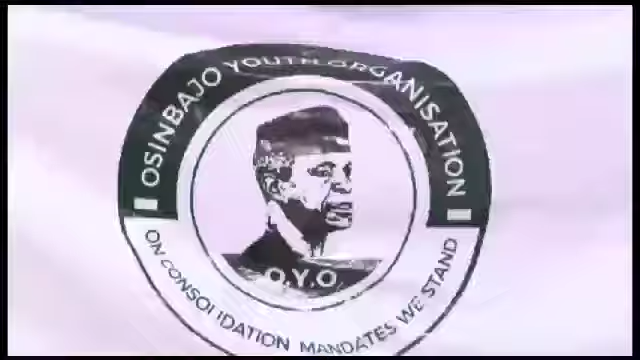 OSINBAJO YOUTH ORGANISATION
O.Y.O
ON CONSOLIDATION MANDATES WE STAND